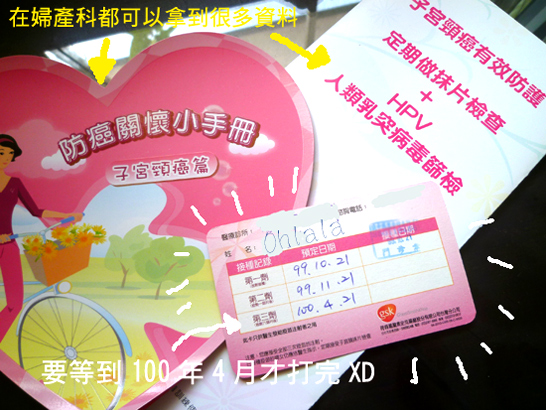 在婦產科都可以拿到很多資料
子宮頸癌有效防護
定期做抹片檢查
+
HPV
人類乳突病毒篩檢
防癌關懷小手冊
子宮頸癌篇
醫療診所:
姓 名: Ohlala
接種記錄 預定日期
第一劑 99.10.21
第二劑 99.11.21
第三劑 100.4.21
gsk
要等到 100 年 4 月才打完 XD